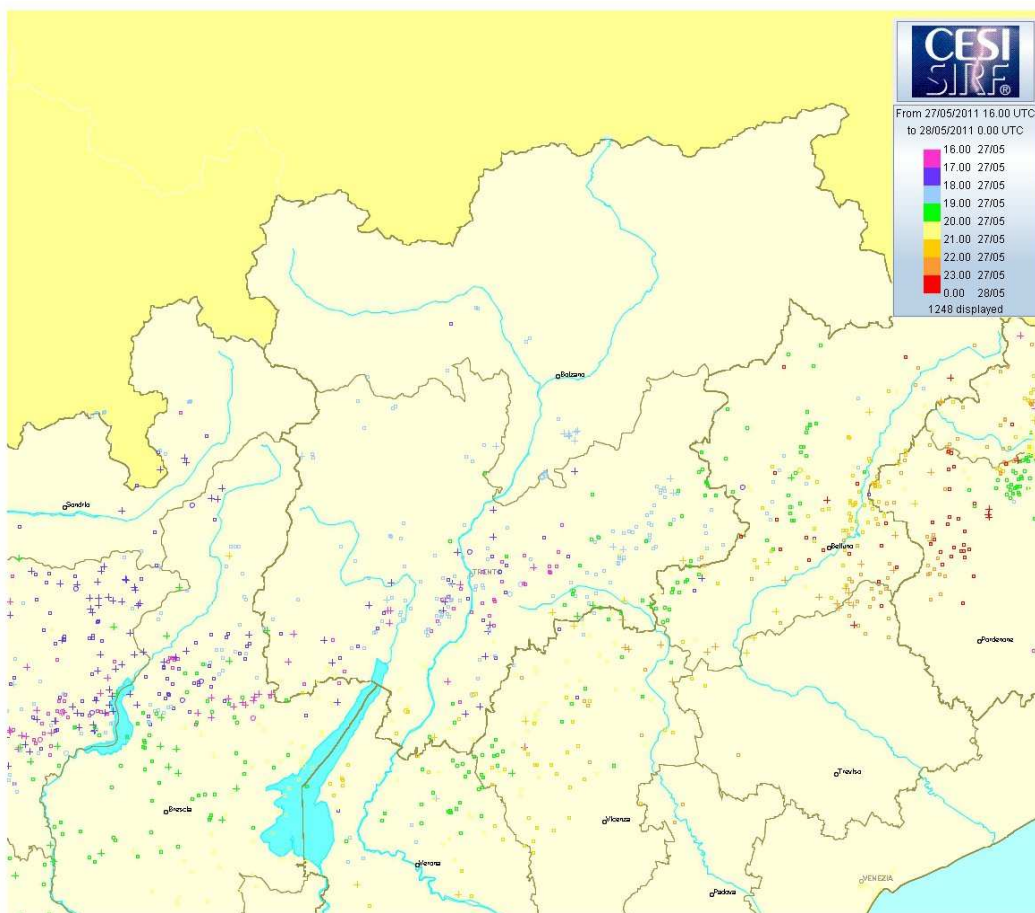 CESI
SIRF®
From 27/05/2011 16.00 UTC
to 28/05/2011 0.00 UTC
16.00 27/05
17.00 27/05
18.00 27/05
19.00 27/05
20.00 27/05
21.00 27/05
22.00 27/05
23.00 27/05
0.00 28/05
1248 displayed
Bolzano
Sondrio
TRENTO
Belluno
Pordenone
Treviso
Brescia
Vicenza
Verona
Padova
VENEZIA